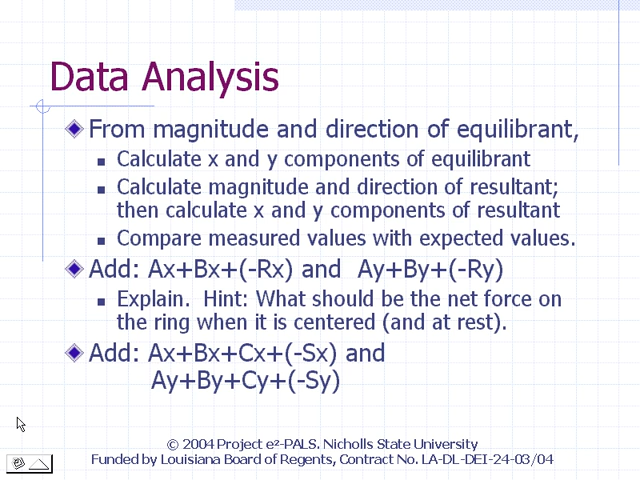 Data Analysis
From magnitude and direction of equilibrant,
Calculate x and y components of equilibrant
Calculate magnitude and direction of resultant;
then calculate x and y components of resultant
Compare measured values with expected values.
Add: Ax+Bx+(-Rx) and  Ay+By+(-Ry)
Explain.  Hint: What should be the net force on
the ring when it is centered (and at rest).
Add: Ax+Bx+Cx+(-Sx) and
Ay+By+Cy+(-Sy)
© 2004 Project e²-PALS. Nicholls State University
Funded by Louisiana Board of Regents, Contract No. LA-DL-DEI-24-03/04